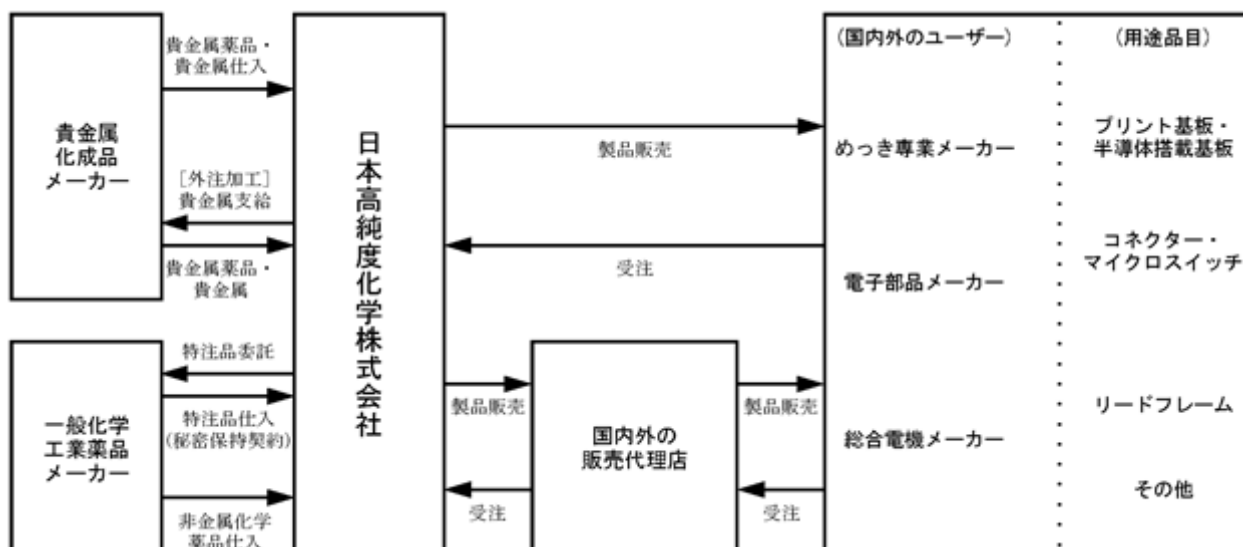 貴金属
化成品
メーカー
貴金属薬品・
貴金属仕入
[外注加工]
貴金属支給
貴金属薬品・
貴金属
一般化学
工業薬品
メーカー
特注品委託
特注品仕入
(秘密保持契約)
非金属化学
薬品仕入
日本高純度化学株式会社
製品販売
受注
製品販売
受注
国内外の
販売代理店
製品販売
受注
(国内外のユーザー)
めっき専業メーカー
電子部品メーカー
総合電機メーカー
(用途品目)
プリント基板・
半導体搭載基板
コネクター・
マイクロスイッチ
リードフレーム
その他